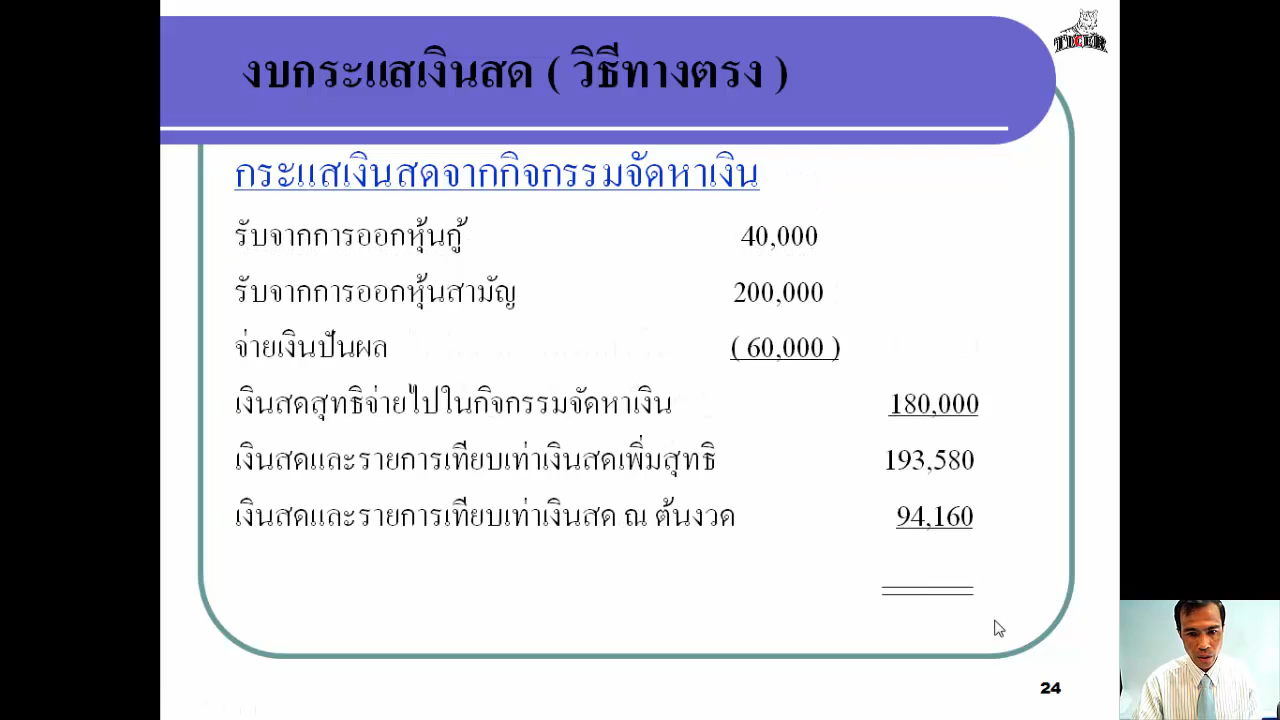 TIGER
งบกระแสเงินสด ( วิธีทางตรง )
กระแสเงินสดจากกิจกรรมจัดหาเงิน
รับจากการออกหุ้นกู้ 40,000
รับจากการออกหุ้นสามัญ 200,000
จ่ายเงินปันผล ( 60,000 )
เงินสดสุทธิจ่ายไปในกิจกรรมจัดหาเงิน 180,000
เงินสดและรายการเทียบเท่าเงินสดเพิ่มสุทธิ 193,580
เงินสดและรายการเทียบเท่าเงินสด ณ ต้นงวด 94,160
24